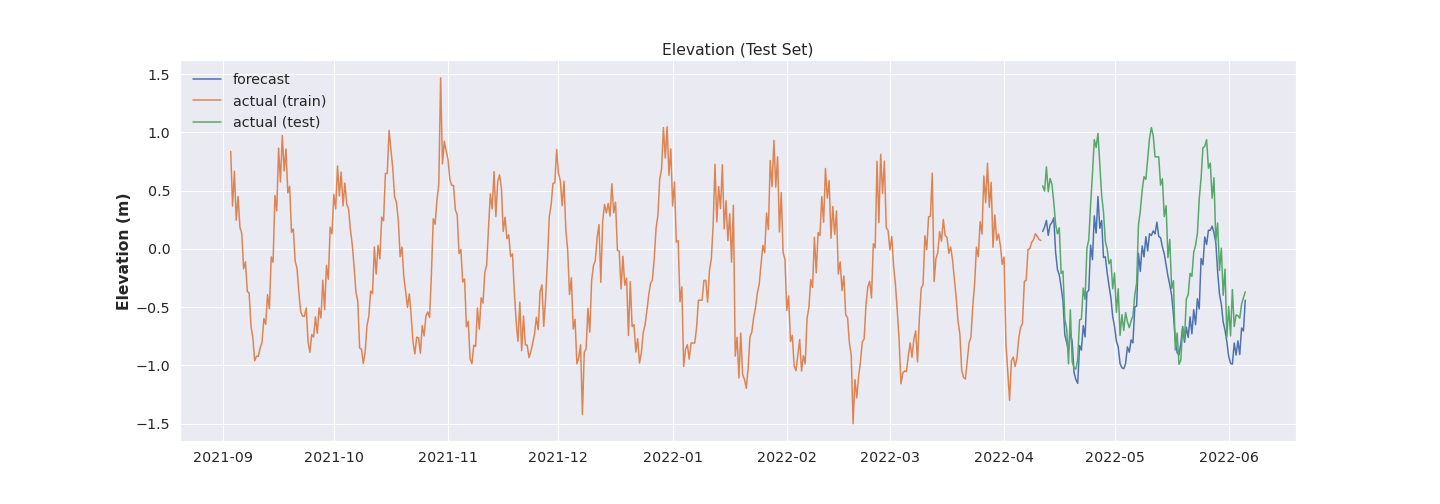 Elevation (Test Set)
forecast
actual (train)
actual (test)
Elevation (m)
1.5
1.0
0.5
0.0
−0.5
−1.0
−1.5
2021-09 2021-10 2021-11 2021-12 2022-01 2022-02 2022-03 2022-04 2022-05 2022-06